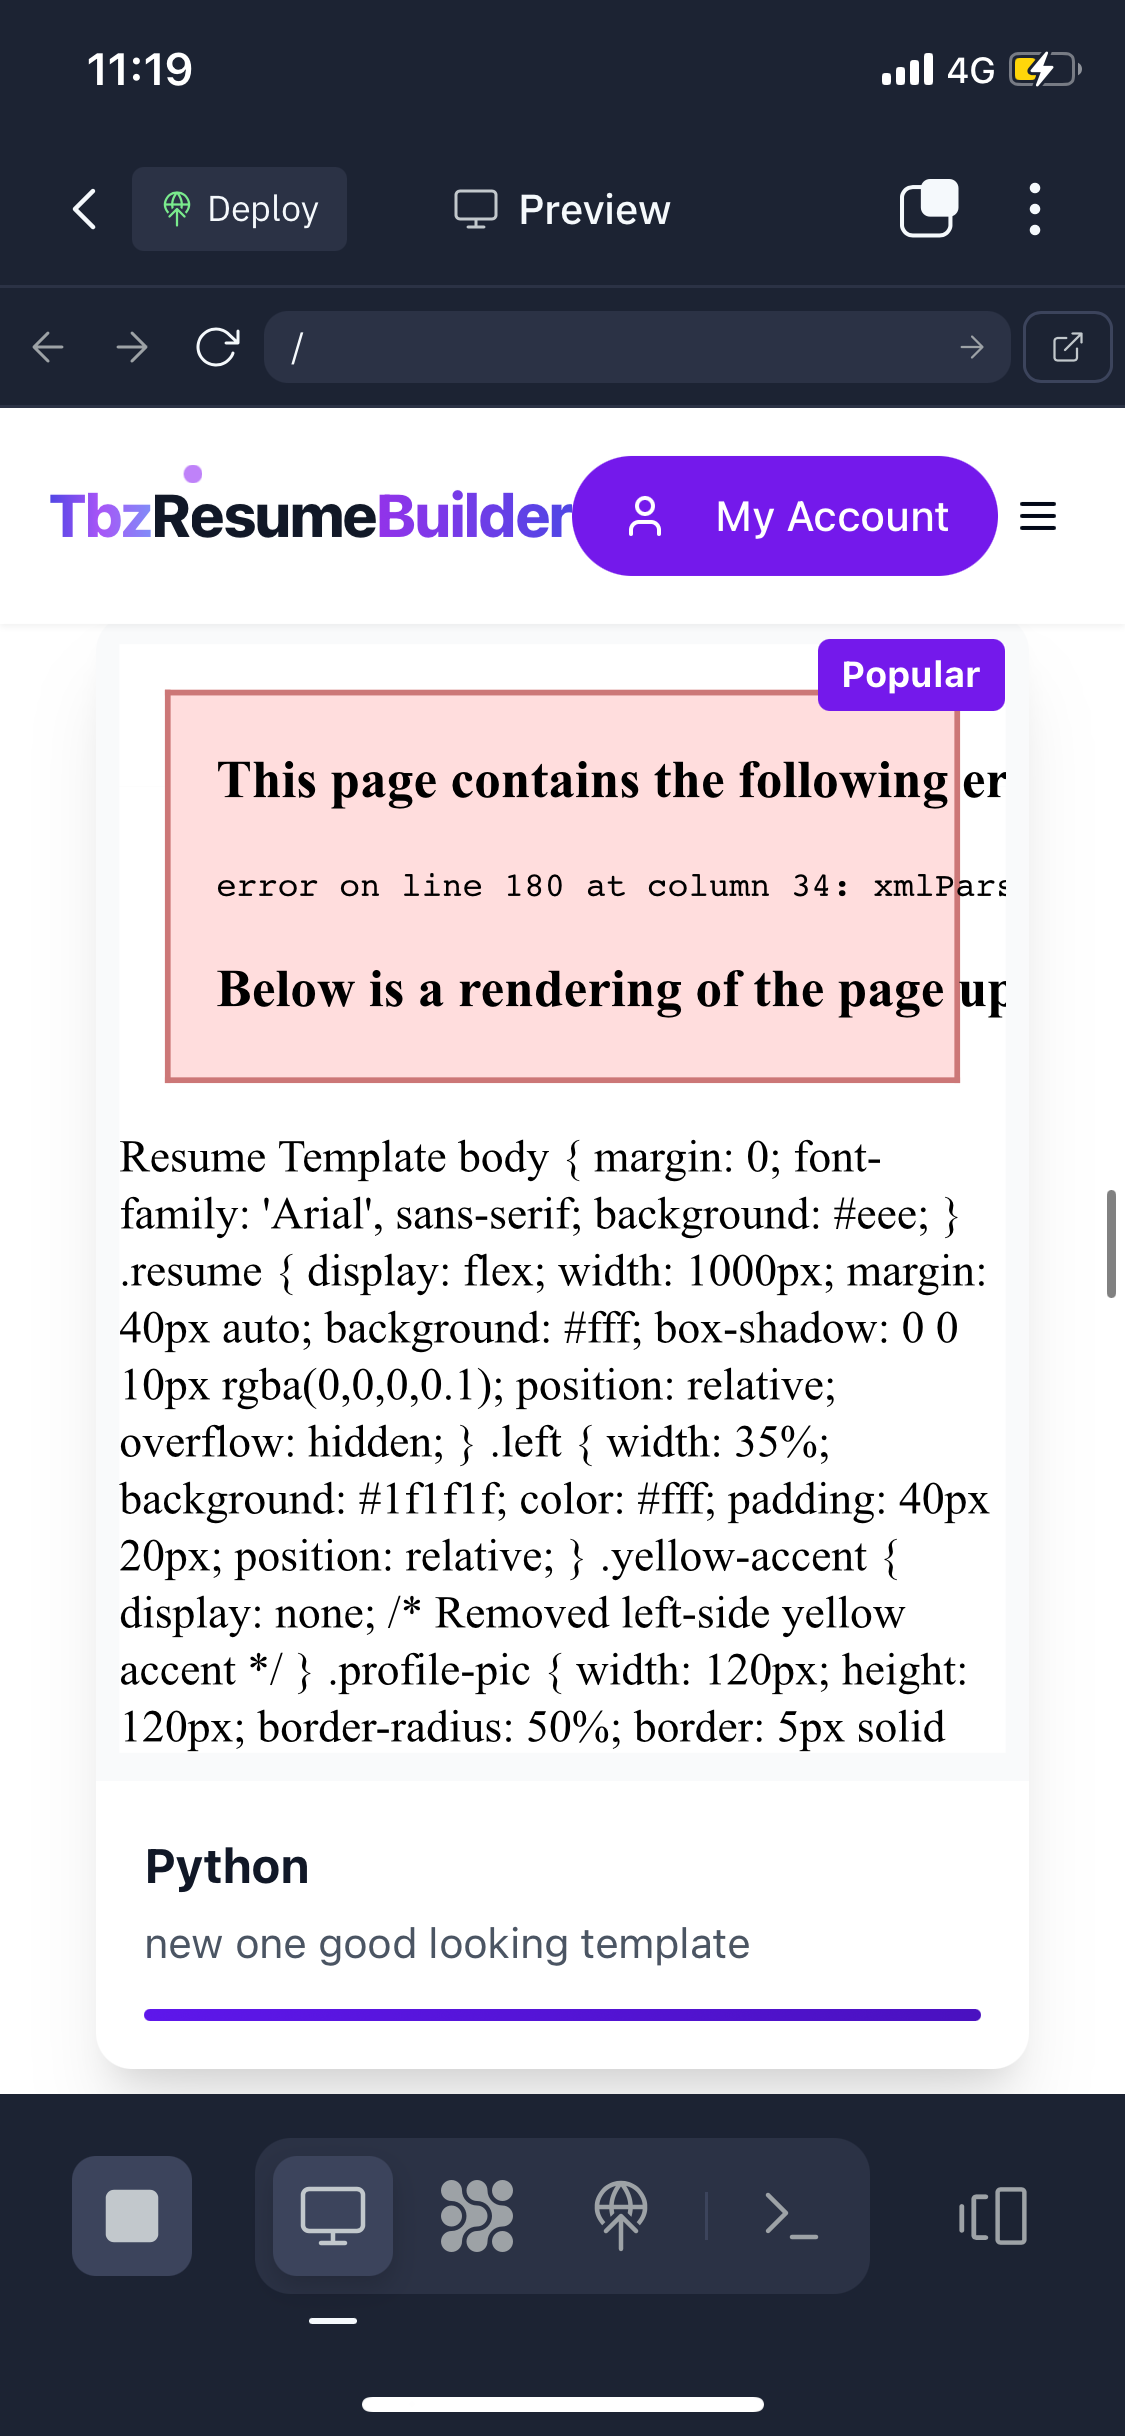 11:19
4G
Deploy
Preview
/
TbzResumeBuilder
My Account
Popular
This page contains the following er
error on line 180 at column 34: xmlPars
Below is a rendering of the page up
Resume Template body { margin: 0; font-
family: 'Arial', sans-serif; background: #eee; }
.resume { display: flex; width: 1000px; margin:
40px auto; background: #fff; box-shadow: 0 0
10px rgba(0,0,0,0.1); position: relative;
overflow: hidden; } .left { width: 35%;
background: #1f1f1f; color: #fff; padding: 40px
20px; position: relative; } .yellow-accent {
display: none; /* Removed left-side yellow
accent */ } .profile-pic { width: 120px; height:
120px; border-radius: 50%; border: 5px solid
Python
new one good looking template